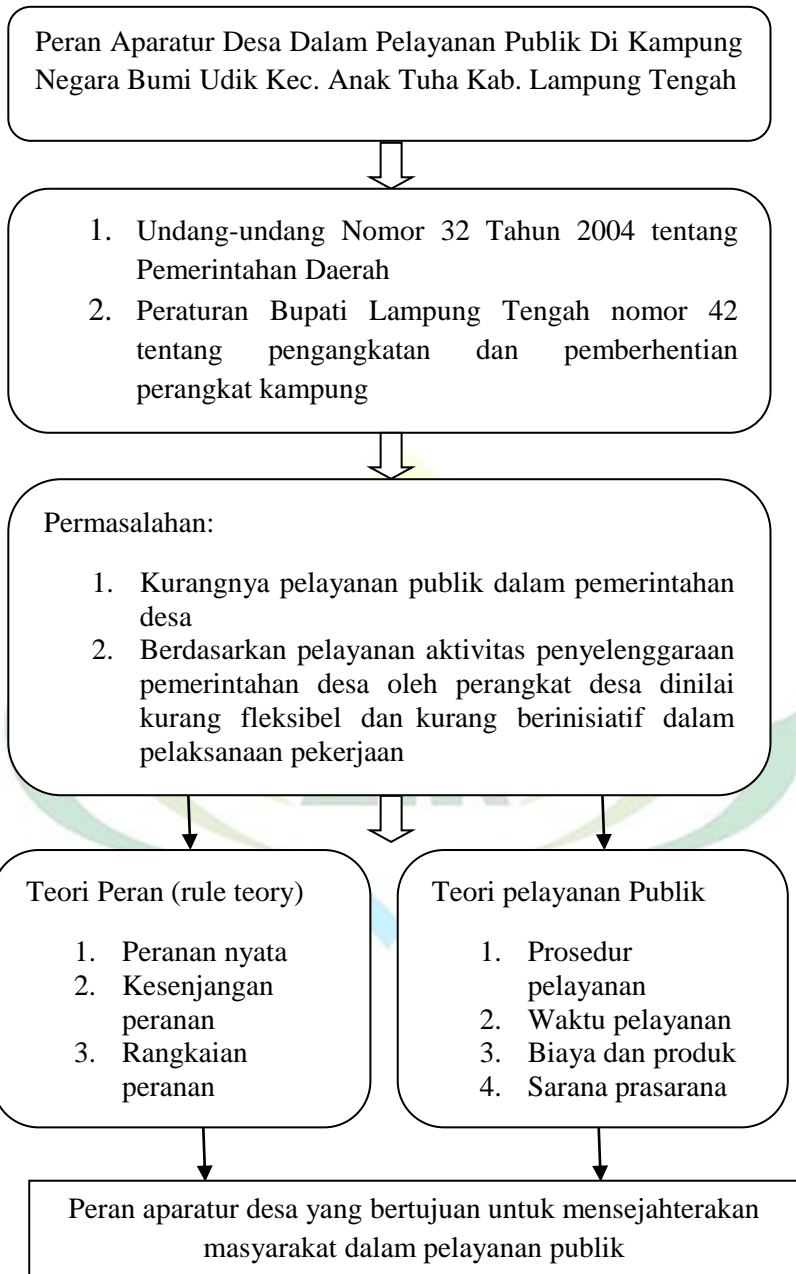 Peran Aparatur Desa Dalam Pelayanan Publik Di Kampung
Negara Bumi Udik Kec. Anak Tuha Kab. Lampung Tengah
1. Undang-undang Nomor 32 Tahun 2004 tentang
Pemerintahan Daerah
2. Peraturan Bupati Lampung Tengah nomor 42
tentang pengangkatan dan pemberhentian
perangkat kampung
Permasalahan:
1. Kurangnya pelayanan publik dalam pemerintahan
desa
2. Berdasarkan pelayanan aktivitas penyelenggaraan
pemerintahan desa oleh perangkat desa dinilai
kurang fleksibel dan kurang berinisiatif dalam
pelaksanaan pekerjaan
Teori Peran (rule teory)
1. Peranan nyata
2. Kesenjangan
peranan
3. Rangkaian
peranan
Teori pelayanan Publik
1. Prosedur
pelayanan
2. Waktu pelayanan
3. Biaya dan produk
4. Sarana prasarana
Peran aparatur desa yang bertujuan untuk mensejahterakan
masyarakat dalam pelayanan publik